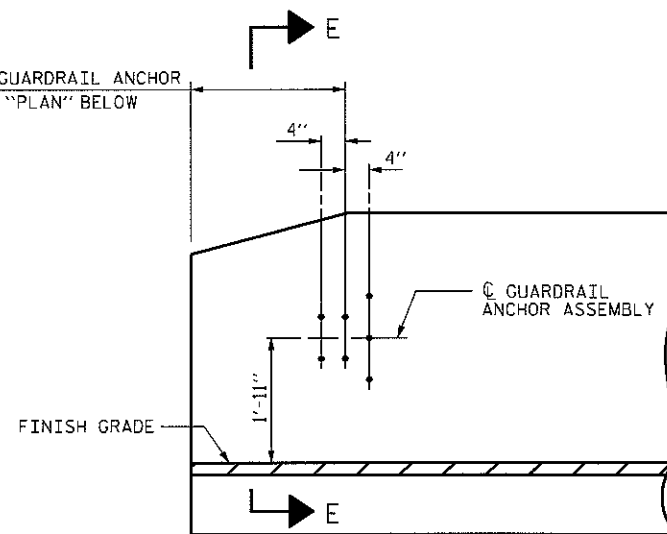 E
GUARDRAIL ANCHOR
"PLAN" BELOW
4"
4"
℄ GUARDRAIL
ANCHOR ASSEMBLY
1'-11"
FINISH GRADE
E